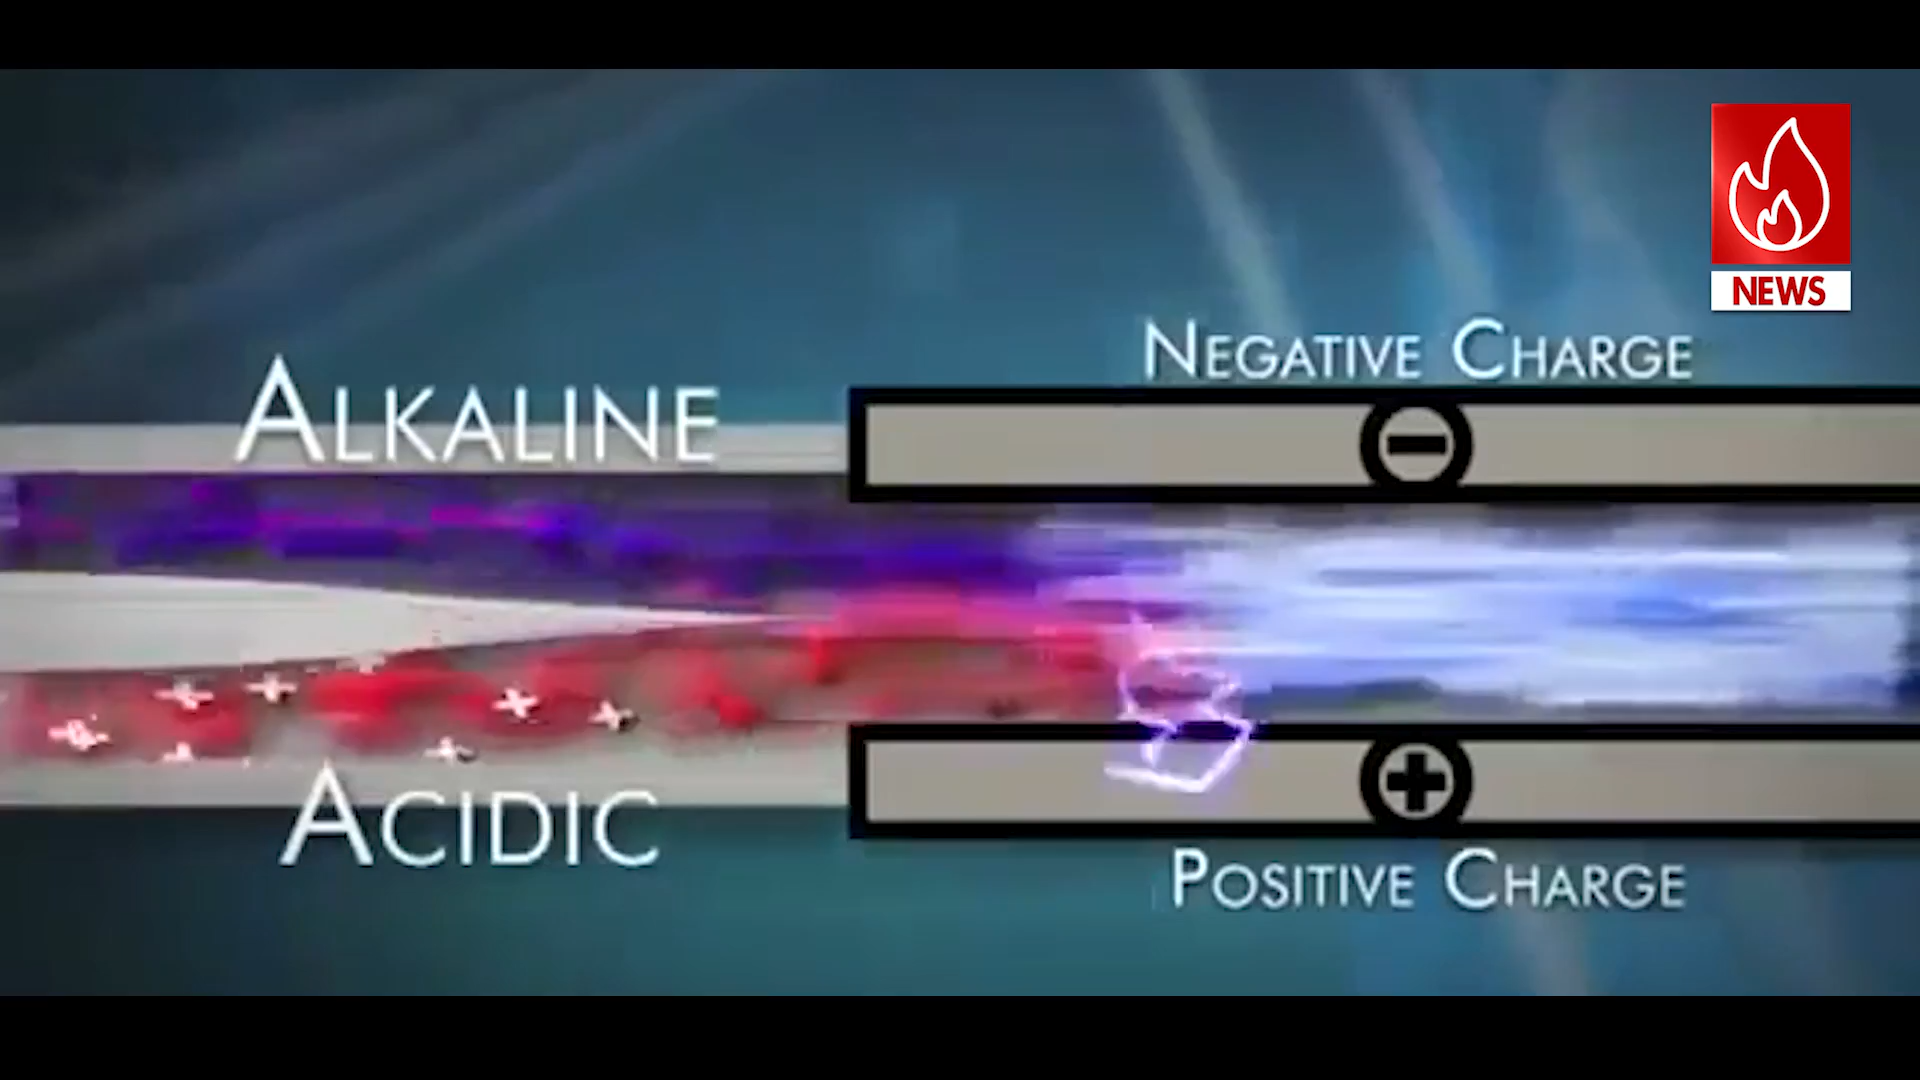 NEWS
NEGATIVE CHARGE
ALKALINE
ACIDIC
POSITIVE CHARGE